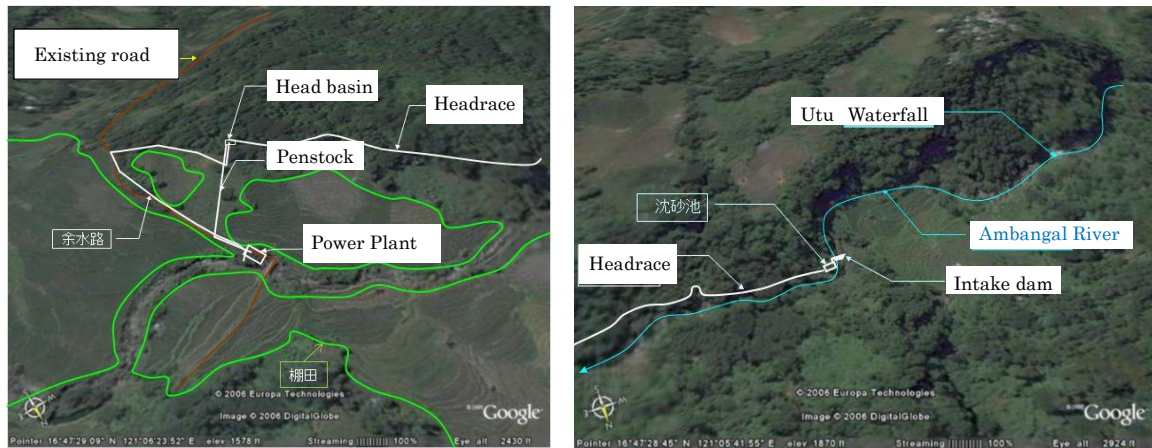 Existing road
Head basin
Headrace
Penstock
余水路
Power Plant
棚田
© 2006 Europa Technologies
Image © 2006 DigitalGlobe
Google
Pointer 16°47'29.09" N 121°06'23.52" E elev 1578 ft Streaming 100% Eye alt 2430 ft
Utu Waterfall
沈砂池
Ambangal River
Headrace
Intake dam
© 2006 Europa Technologies
Image © 2006 DigitalGlobe
Google
Pointer 16°47'28.45" N 121°05'41.55" E elev 1870 ft Streaming 100% Eye alt 2924 ft